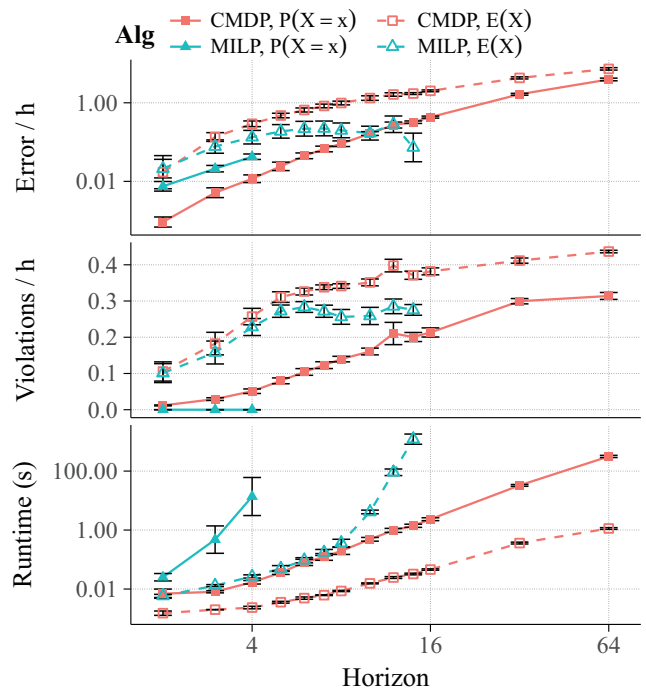 Alg
CMDP, P(X = x)
CMDP, E(X)
MILP, P(X = x)
MILP, E(X)
Error / h
1.00
0.01
Violations / h
0.4
0.3
0.2
0.1
0.0
Runtime (s)
100.00
1.00
0.01
4
16
64
Horizon